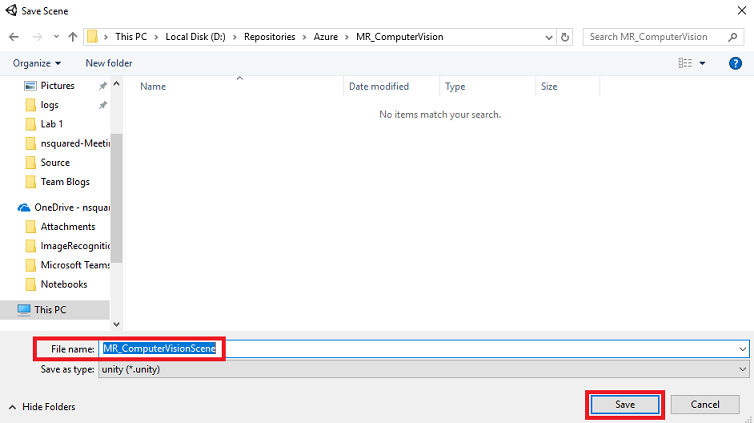 Save Scene
This PC > Local Disk (D:) > Repositories > Azure > MR_ComputerVision
Search MR_ComputerVision
Organize
New folder
?
Pictures
logs
Lab 1
nsquared-Meetin
Source
Team Blogs
OneDrive - nsquar
Attachments
ImageRecognitio
Microsoft Teams
Notebooks
This PC
Name Date modified Type Size
No items match your search.
File name: MR_ComputerVisionScene
Save as type: unity (*.unity)
Hide Folders
Save
Cancel